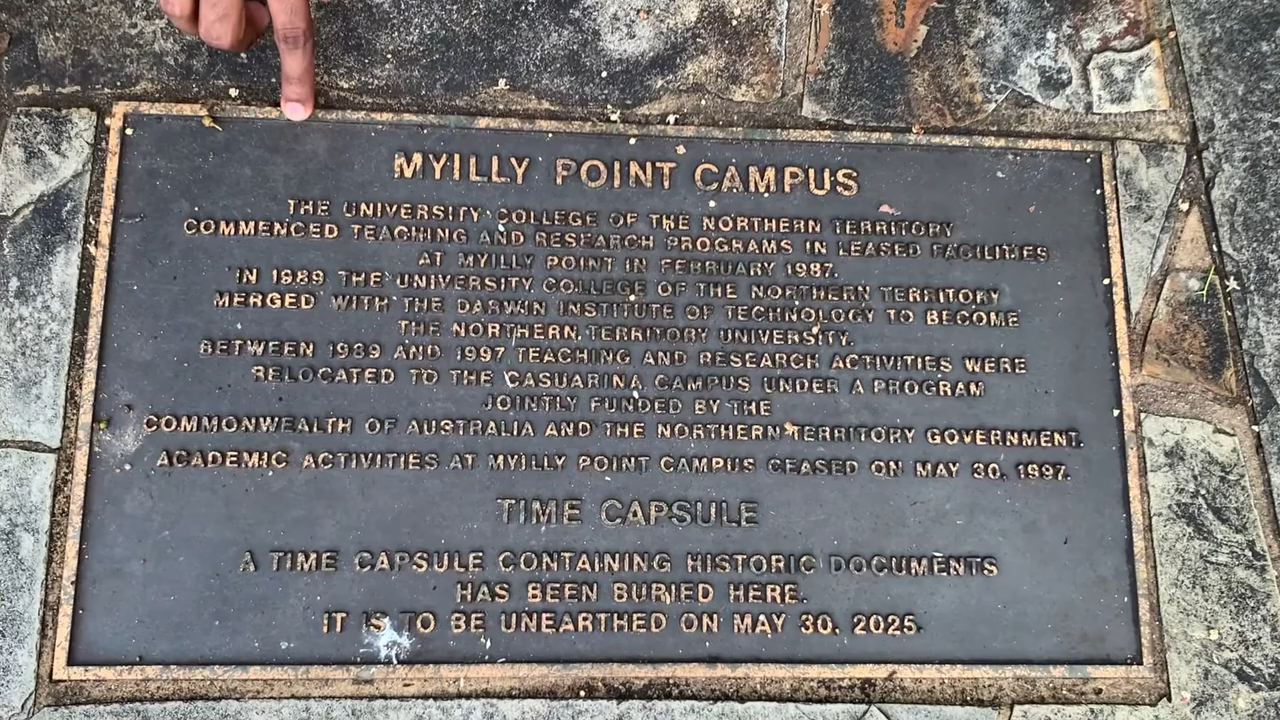 MYILLY POINT CAMPUS
THE UNIVERSITY COLLEGE OF THE NORTHERN TERRITORY
COMMENCED TEACHING AND RESEARCH PROGRAMS IN LEASED FACILITIES
AT MYILLY POINT IN FEBRUARY 1987.
IN 1989 THE UNIVERSITY COLLEGE OF THE NORTHERN TERRITORY
MERGED WITH THE DARWIN INSTITUTE OF TECHNOLOGY TO BECOME
THE NORTHERN TERRITORY UNIVERSITY.
BETWEEN 1989 AND 1997 TEACHING AND RESEARCH ACTIVITIES WERE
RELOCATED TO THE CASUARINA CAMPUS UNDER A PROGRAM
JOINTLY FUNDED BY THE
COMMONWEALTH OF AUSTRALIA AND THE NORTHERN TERRITORY GOVERNMENT.
ACADEMIC ACTIVITIES AT MYILLY POINT CAMPUS CEASED ON MAY 30, 1997.
TIME CAPSULE
A TIME CAPSULE CONTAINING HISTORIC DOCUMENTS
HAS BEEN BURIED HERE.
IT IS TO BE UNEARTHED ON MAY 30, 2025.